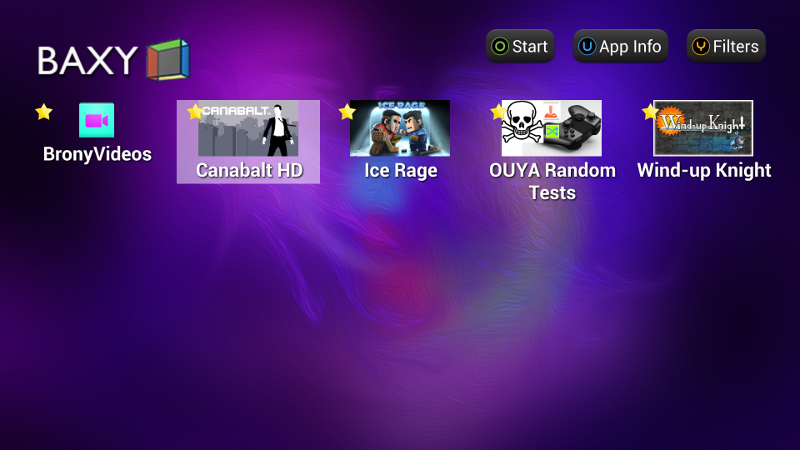 BAXY
O Start
U App Info
Y Filters
BronyVideos
CANABALT
Canabalt HD
ICE RAGE
Ice Rage
OUYA Random
Tests
Wind-up Knight
Wind-up Knight